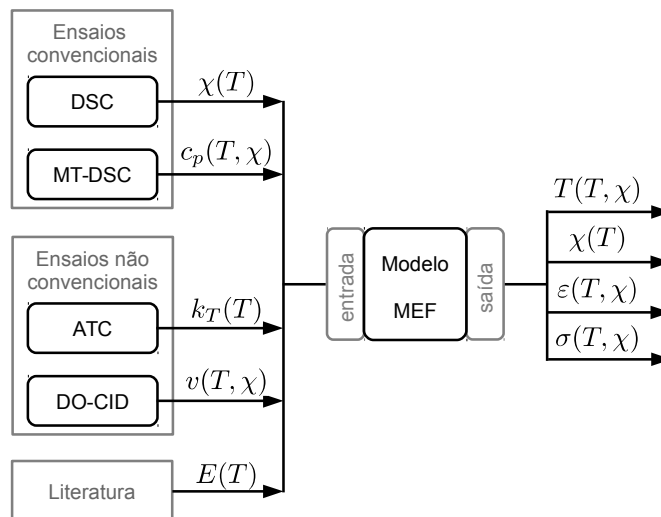 Ensaios
convencionais
DSC
χ(T)
MT-DSC
c_p(T, χ)
Ensaios não
convencionais
ATC
k_T(T)
DO-CID
v(T, χ)
Literatura
E(T)
entrada
Modelo
MEF
saída
T(T, χ)
χ(T)
ε(T, χ)
σ(T, χ)